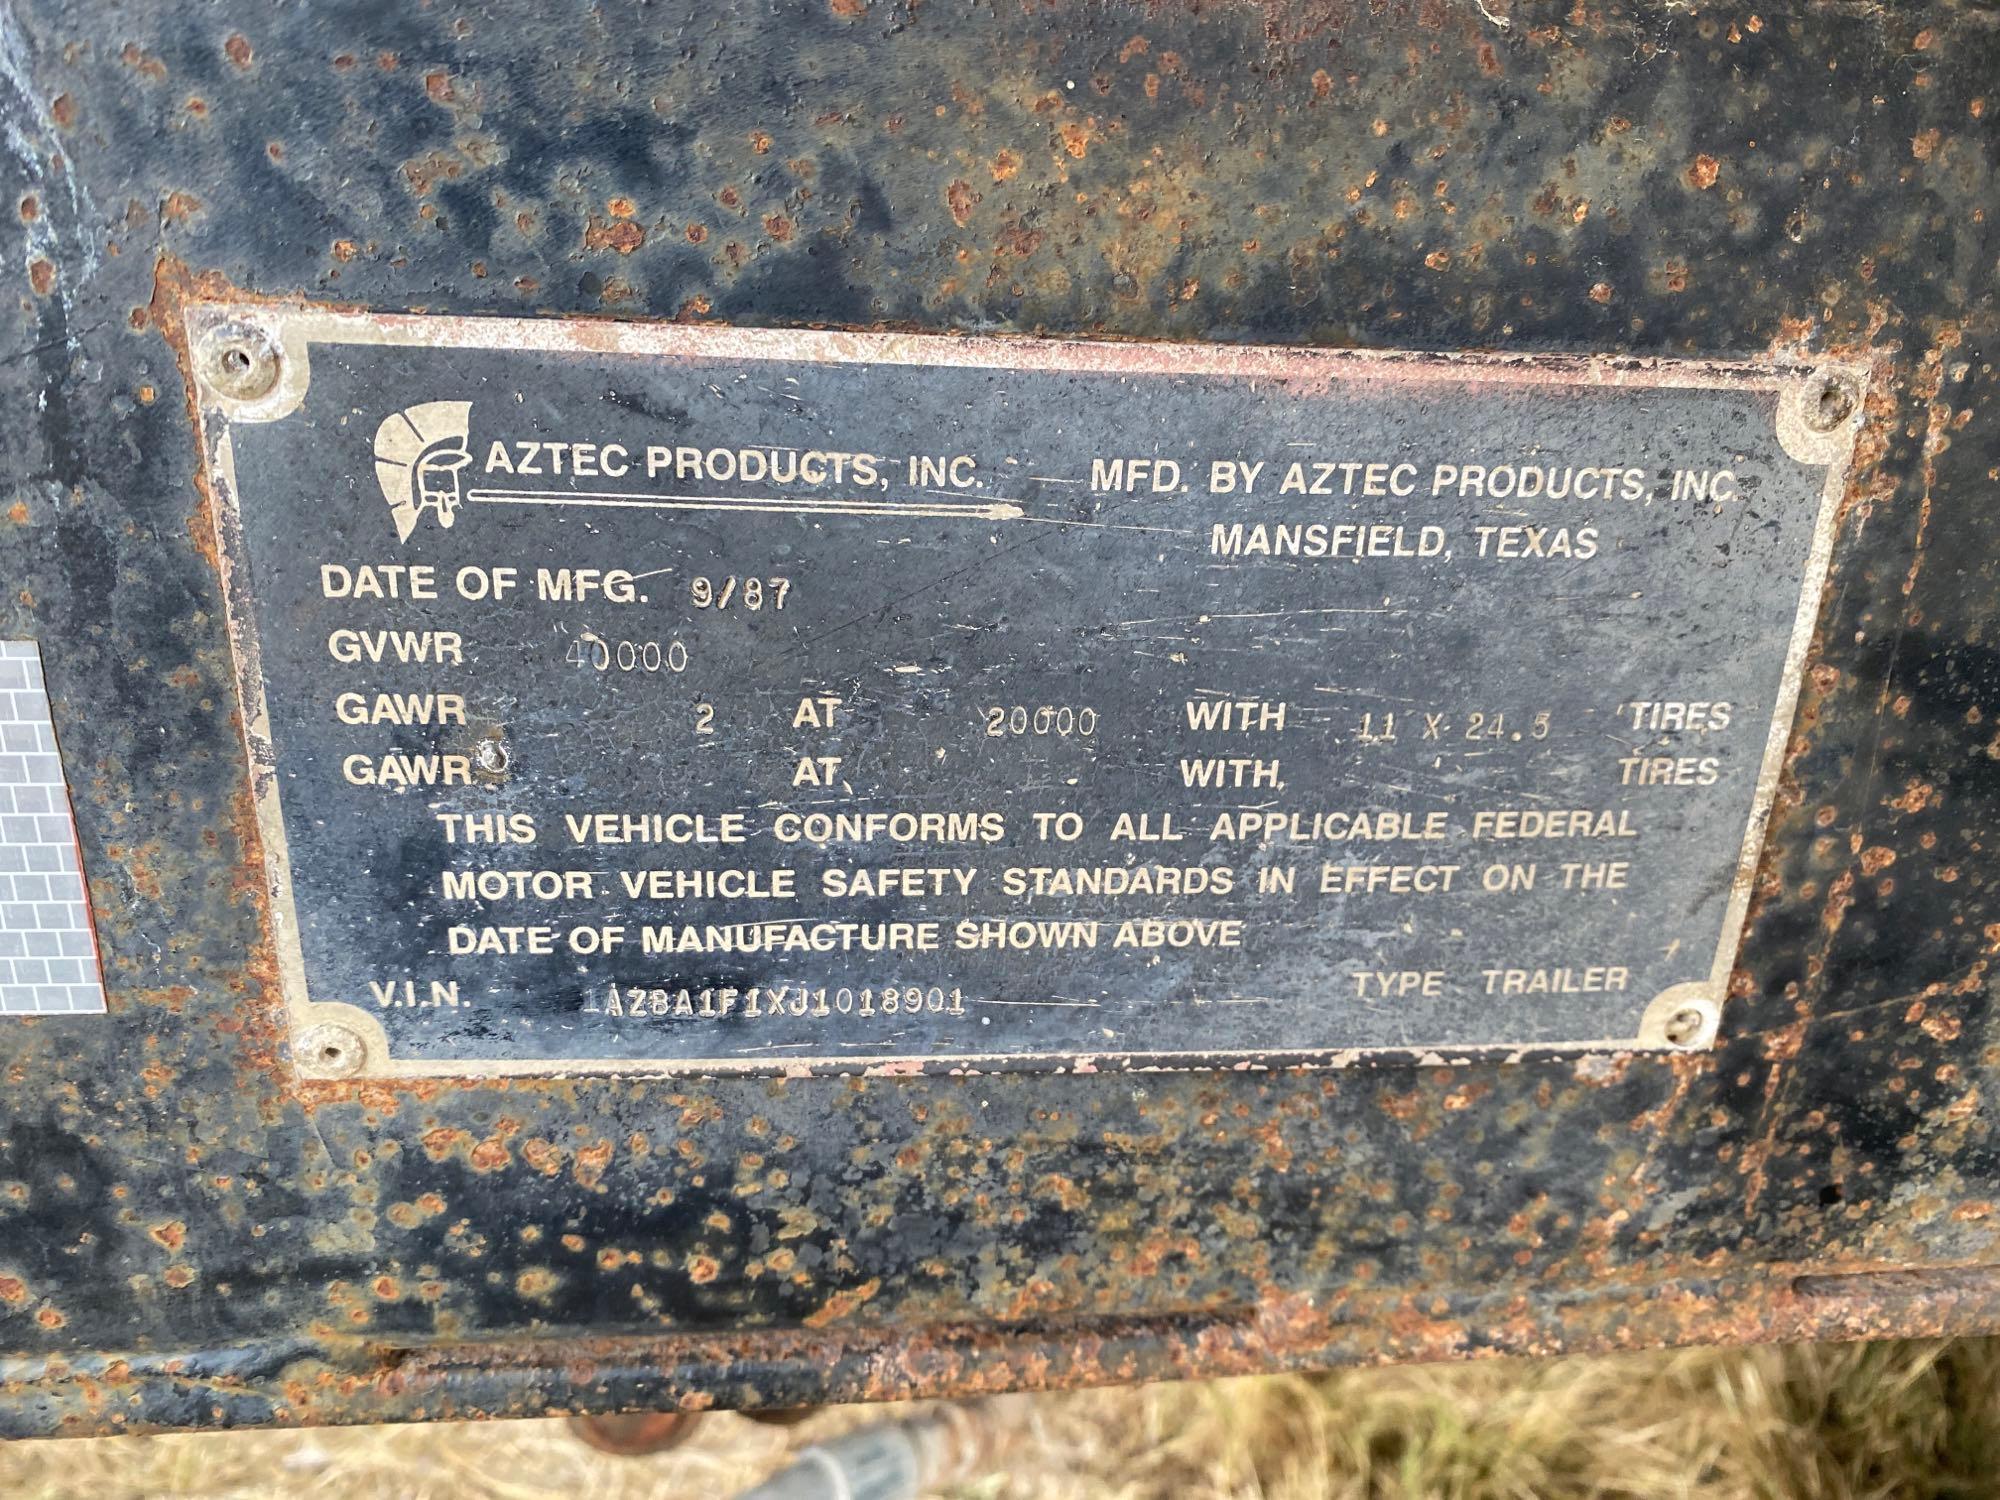 AZTEC PRODUCTS, INC.
MFD. BY AZTEC PRODUCTS, INC.
MANSFIELD, TEXAS
DATE OF MFG. 9/87
GVWR 40000
GAWR 2 AT 20000 WITH 11 X 24.5 TIRES
GAWR AT WITH TIRES
THIS VEHICLE CONFORMS TO ALL APPLICABLE FEDERAL
MOTOR VEHICLE SAFETY STANDARDS IN EFFECT ON THE
DATE OF MANUFACTURE SHOWN ABOVE
V.I.N. 1AZBA1F1XJ1018901 TYPE TRAILER